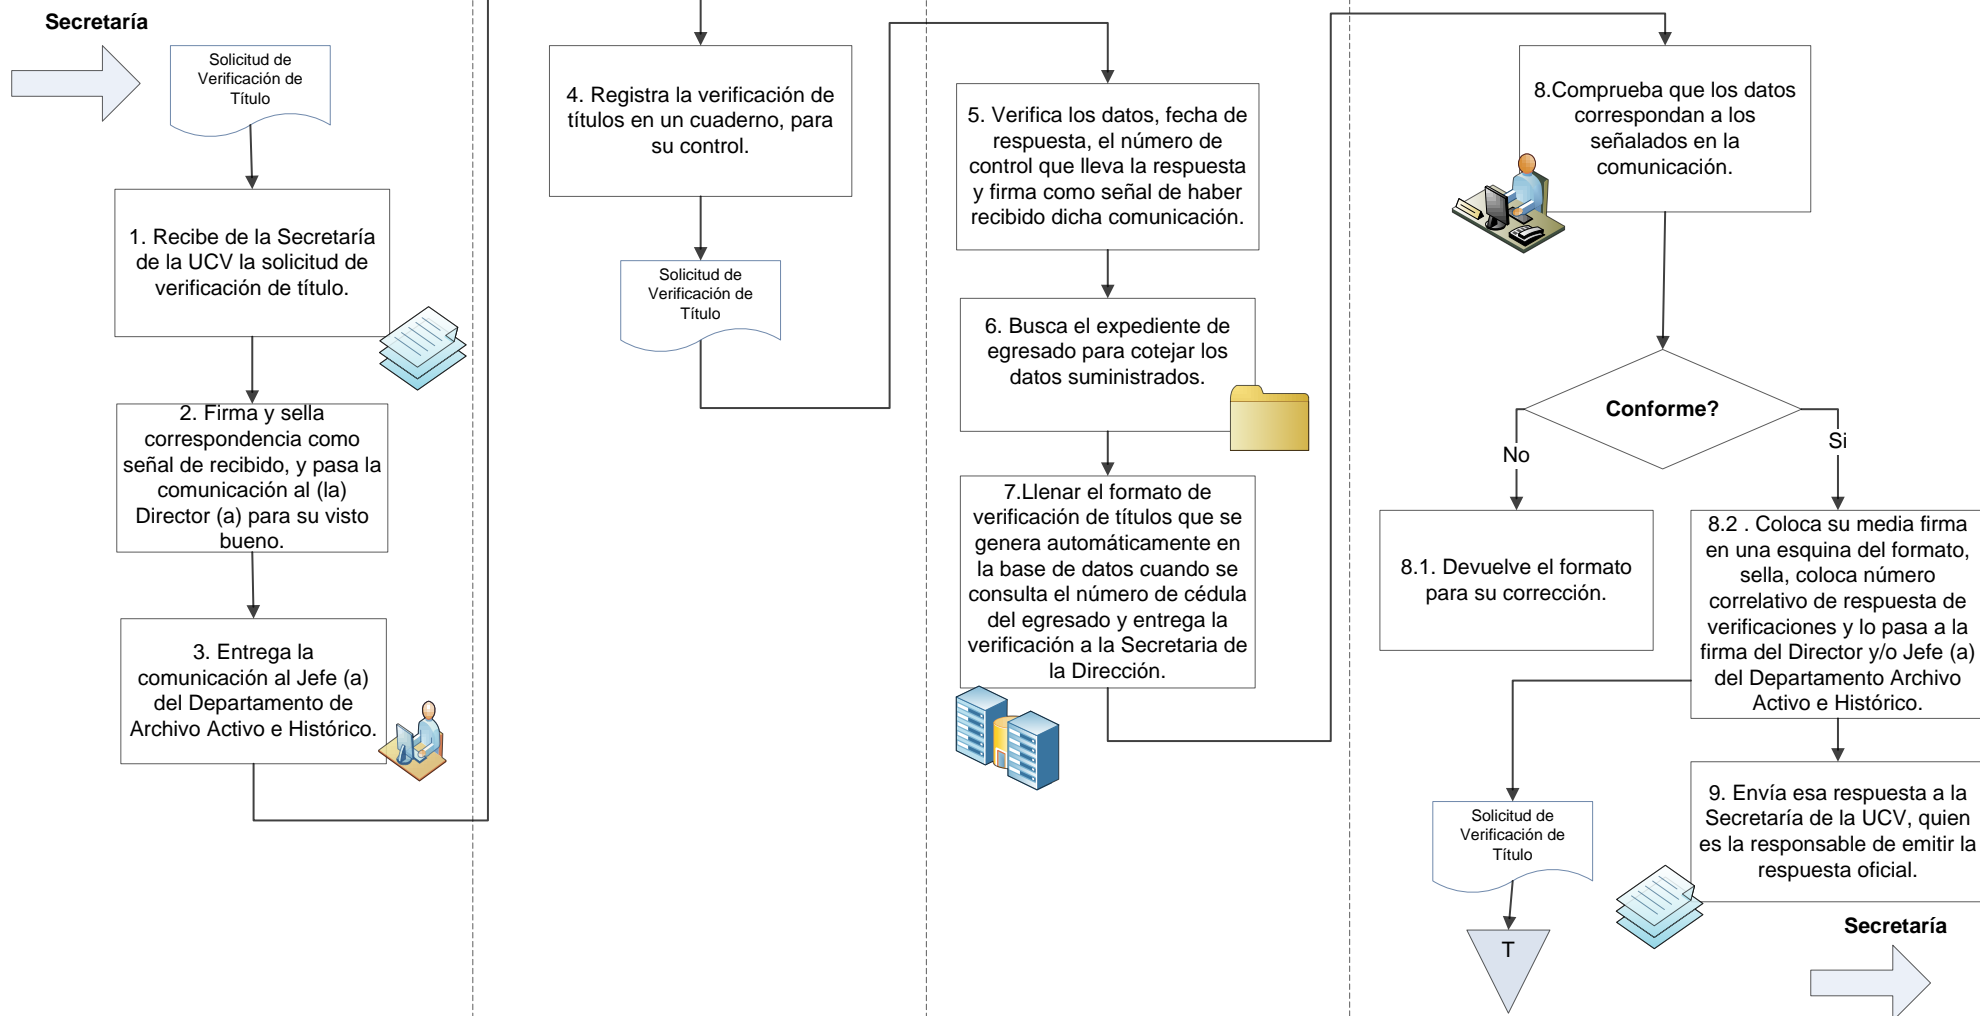 Secretaría
Solicitud de
Verificación de
Título
1. Recibe de la Secretaría
de la UCV la solicitud de
verificación de título.
2. Firma y sella
correspondencia como
señal de recibido, y pasa la
comunicación al (la)
Director (a) para su visto
bueno.
3. Entrega la
comunicación al Jefe (a)
del Departamento de
Archivo Activo e Histórico.
4. Registra la verificación de
títulos en un cuaderno, para
su control.
Solicitud de
Verificación de
Título
5. Verifica los datos, fecha de
respuesta, el número de
control que lleva la respuesta
y firma como señal de haber
recibido dicha comunicación.
6. Busca el expediente de
egresado para cotejar los
datos suministrados.
7.Llenar el formato de
verificación de títulos que se
genera automáticamente en
la base de datos cuando se
consulta el número de cédula
del egresado y entrega la
verificación a la Secretaria de
la Dirección.
8.Comprueba que los datos
correspondan a los
señalados en la
comunicación.
Conforme?
No
Si
8.1. Devuelve el formato
para su corrección.
8.2 . Coloca su media firma
en una esquina del formato,
sella, coloca número
correlativo de respuesta de
verificaciones y lo pasa a la
firma del Director y/o Jefe (a)
del Departamento Archivo
Activo e Histórico.
Solicitud de
Verificación de
Título
T
9. Envía esa respuesta a la
Secretaría de la UCV, quien
es la responsable de emitir la
respuesta oficial.
Secretaría